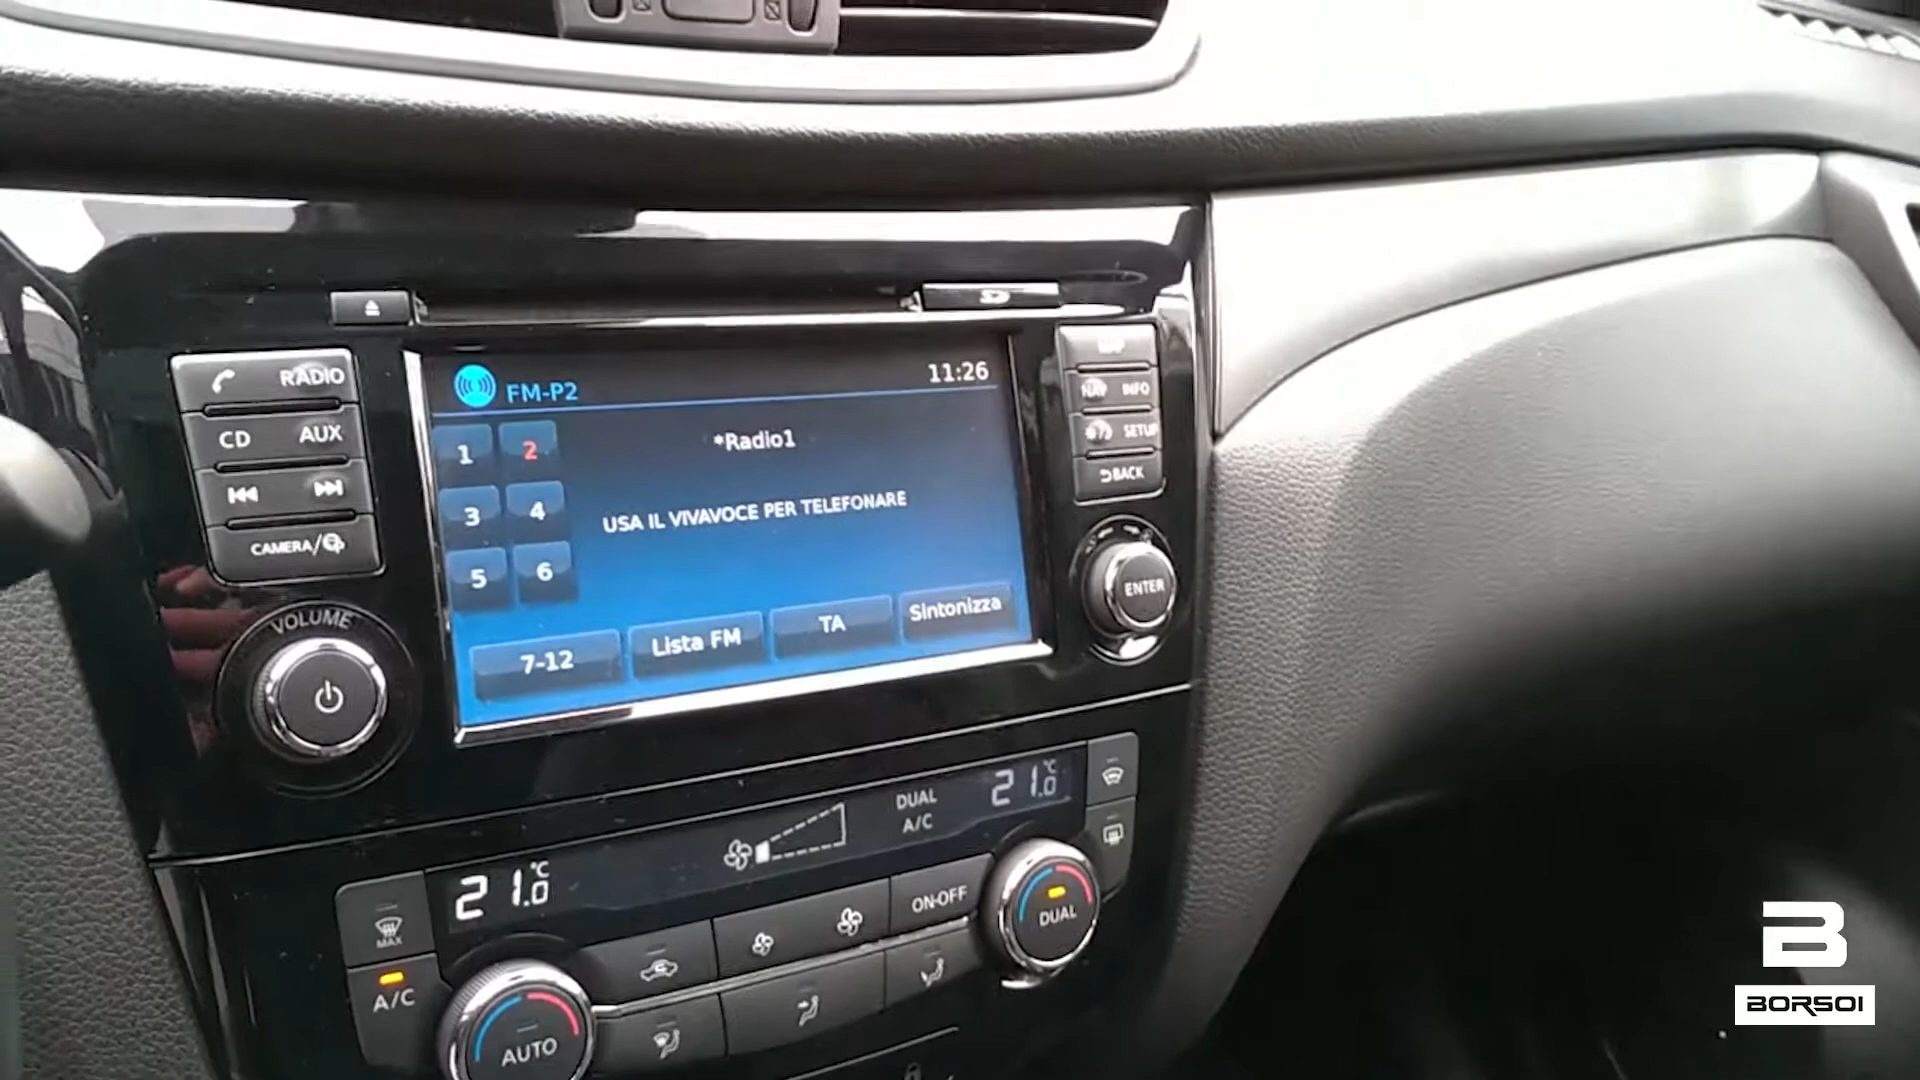 RADIO
CD AUX
CAMERA/
VOLUME
FM-P2 11:26
1 2
3 4
5 6
*Radio1
USA IL VIVAVOCE PER TELEFONARE
7-12 Lista FM TA Sintonizza
NAV INFO
SETUP
BACK
ENTER
21.0 °C
DUAL
A/C
21.0 °C
MAX
A/C
AUTO
ON-OFF
DUAL
B
BORSOI